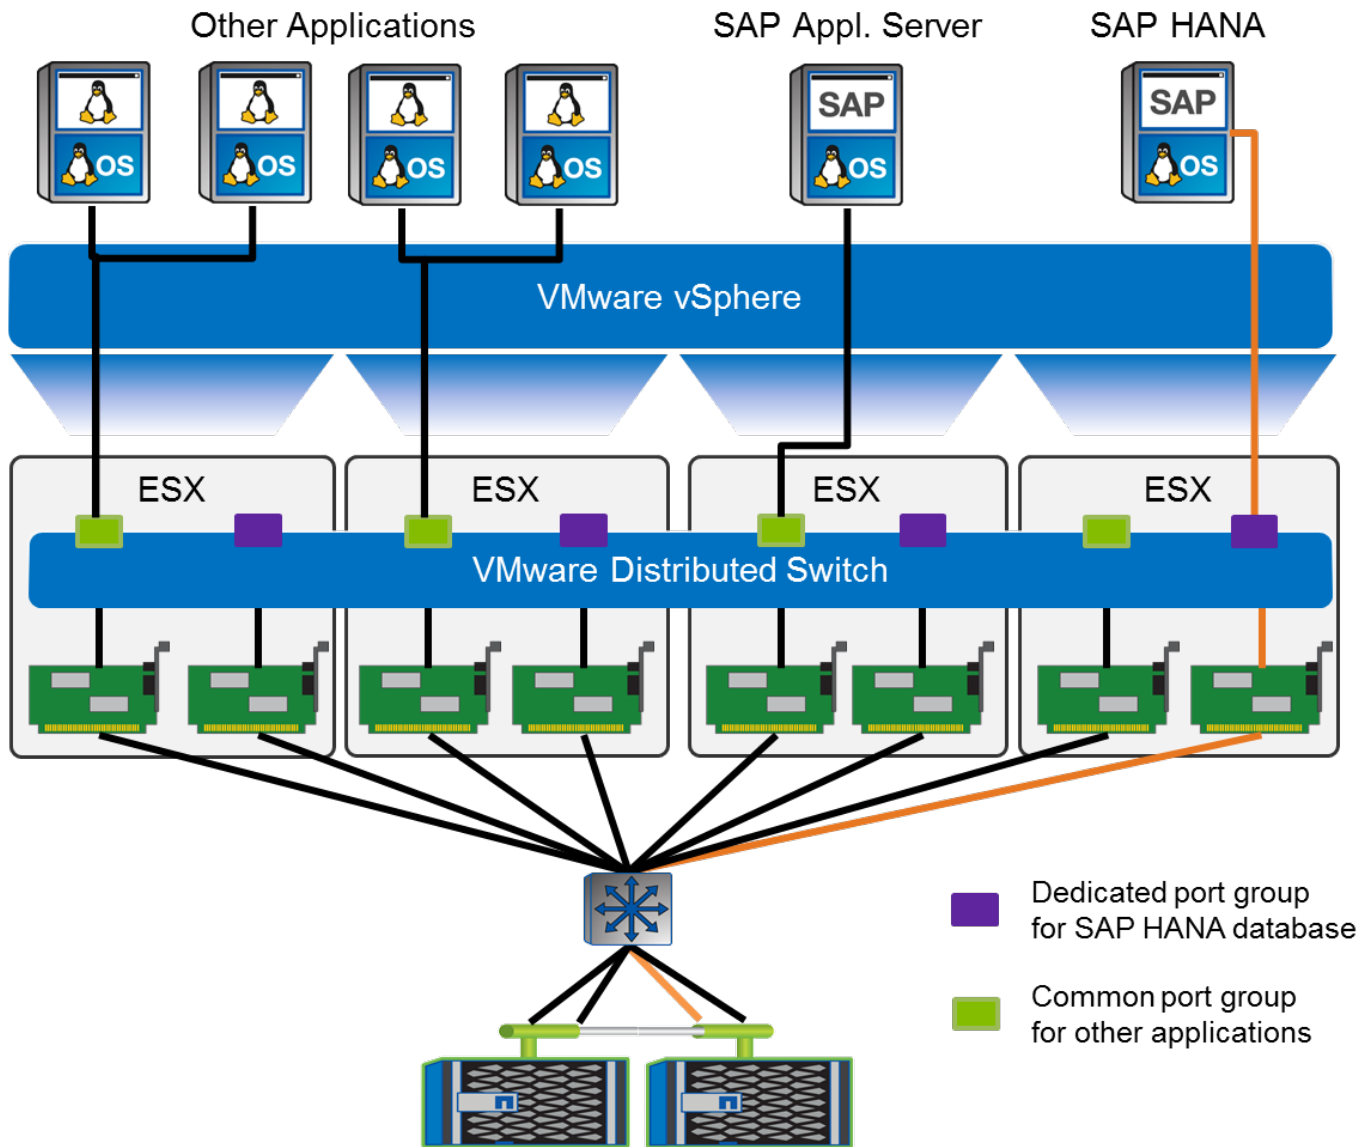 Other Applications
SAP Appl. Server
SAP HANA
SAP
SAP
OS
OS
OS
OS
OS
OS
VMware vSphere
ESX
ESX
ESX
ESX
VMware Distributed Switch
Dedicated port group
for SAP HANA database
Common port group
for other applications